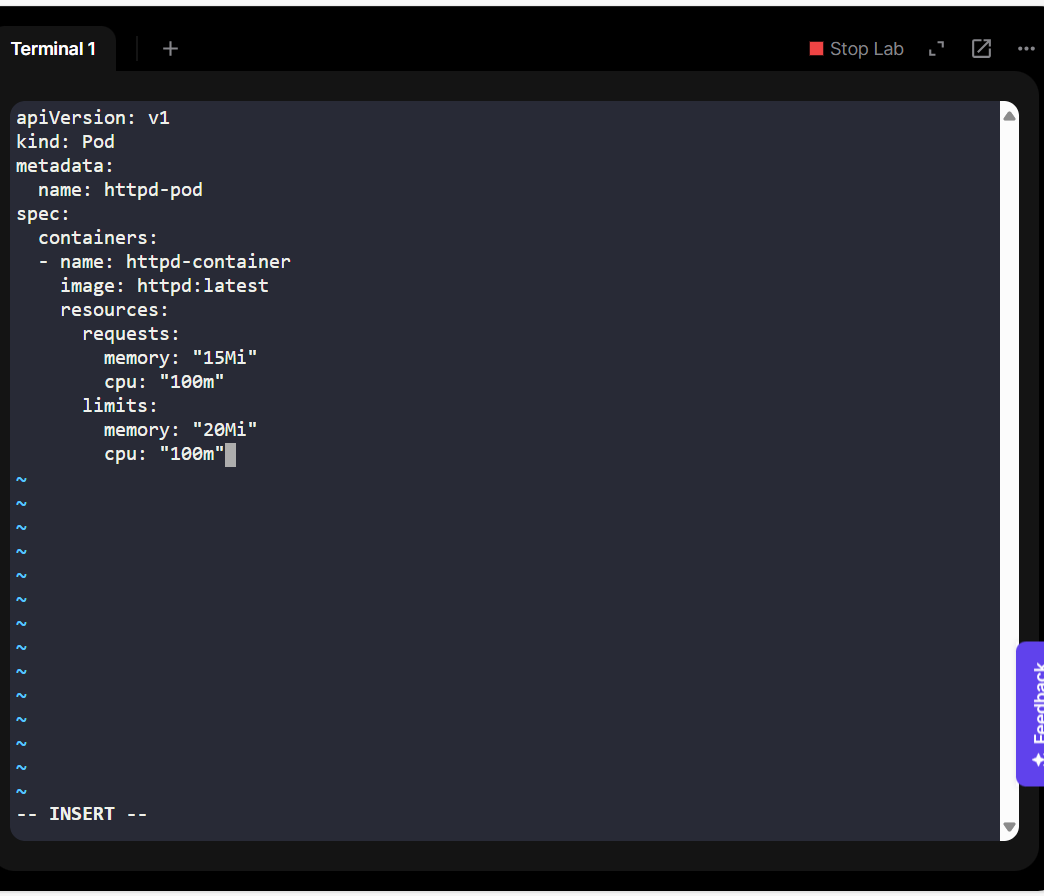 Terminal 1
+
Stop Lab
apiVersion: v1
kind: Pod
metadata:
  name: httpd-pod
spec:
  containers:
  - name: httpd-container
    image: httpd:latest
    resources:
      requests:
        memory: "15Mi"
        cpu: "100m"
      limits:
        memory: "20Mi"
        cpu: "100m"
~
~
~
~
~
~
~
~
~
~
~
~
~
~
-- INSERT --
Feedback